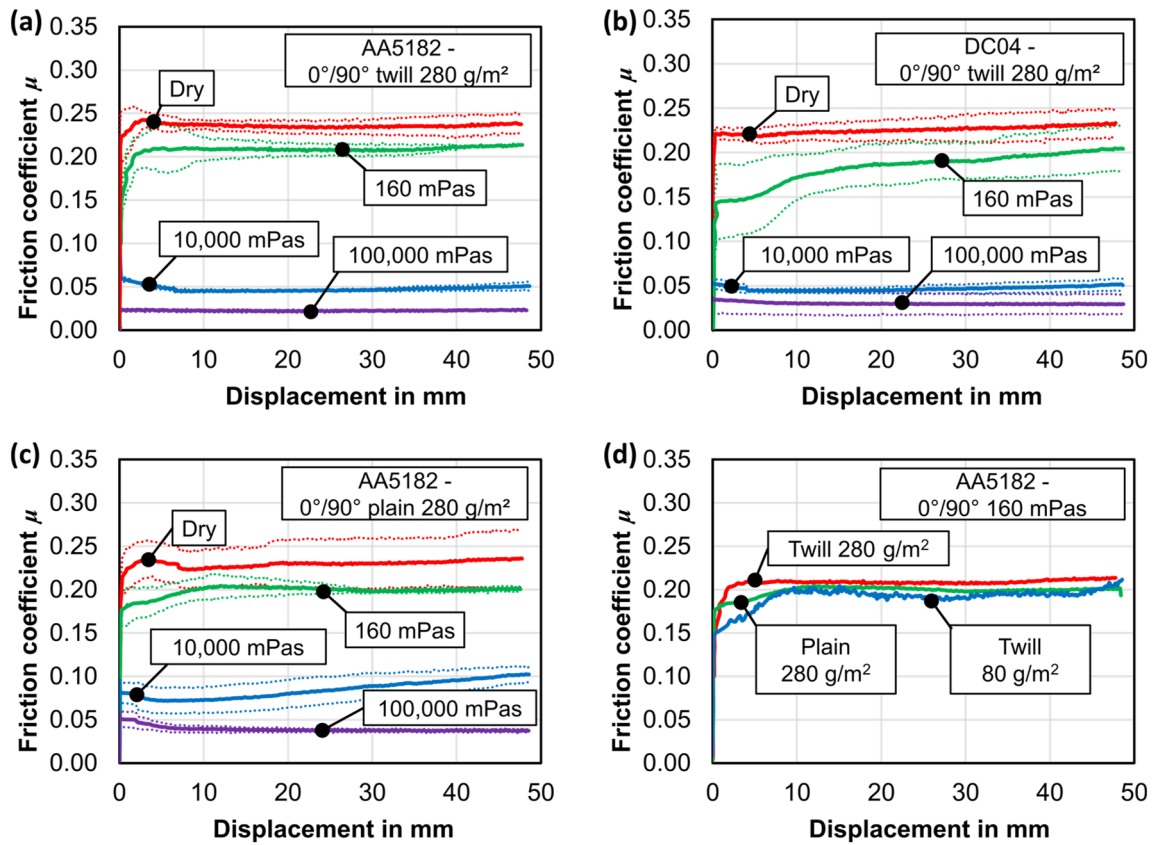 (a)
AA5182 -
0°/90° twill 280 g/m²
Dry
160 mPas
10,000 mPas
100,000 mPas
Friction coefficient μ
0.35
0.30
0.25
0.20
0.15
0.10
0.05
0.00
0 10 20 30 40 50
Displacement in mm
(b)
DC04 -
0°/90° twill 280 g/m²
Dry
160 mPas
10,000 mPas
100,000 mPas
Friction coefficient μ
0.35
0.30
0.25
0.20
0.15
0.10
0.05
0.00
0 10 20 30 40 50
Displacement in mm
(c)
AA5182 -
0°/90° plain 280 g/m²
Dry
160 mPas
10,000 mPas
100,000 mPas
Friction coefficient μ
0.35
0.30
0.25
0.20
0.15
0.10
0.05
0.00
0 10 20 30 40 50
Displacement in mm
(d)
AA5182 -
0°/90° 160 mPas
Twill 280 g/m²
Plain
280 g/m²
Twill
80 g/m²
Friction coefficient μ
0.35
0.30
0.25
0.20
0.15
0.10
0.05
0.00
0 10 20 30 40 50
Displacement in mm